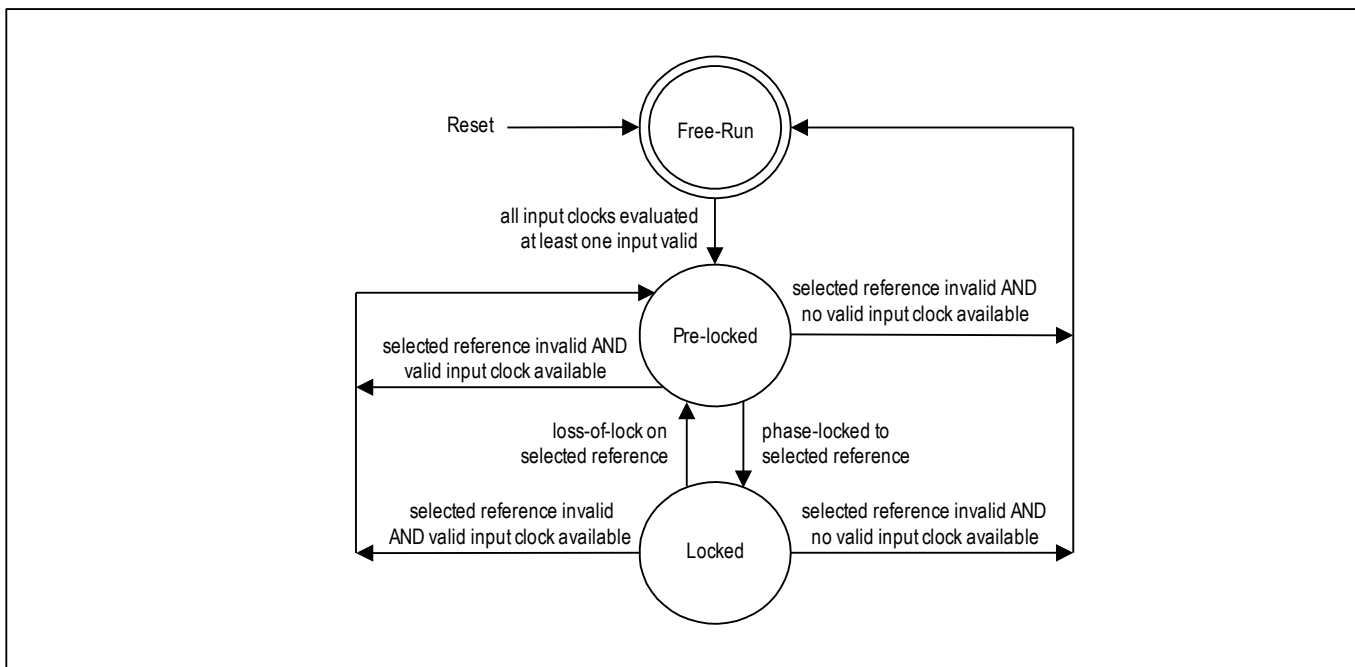 Reset
Free-Run
all input clocks evaluated
at least one input valid
selected reference invalid AND
no valid input clock available
Pre-locked
selected reference invalid AND
valid input clock available
loss-of-lock on
selected reference
phase-locked to
selected reference
selected reference invalid
AND valid input clock available
selected reference invalid AND
no valid input clock available
Locked